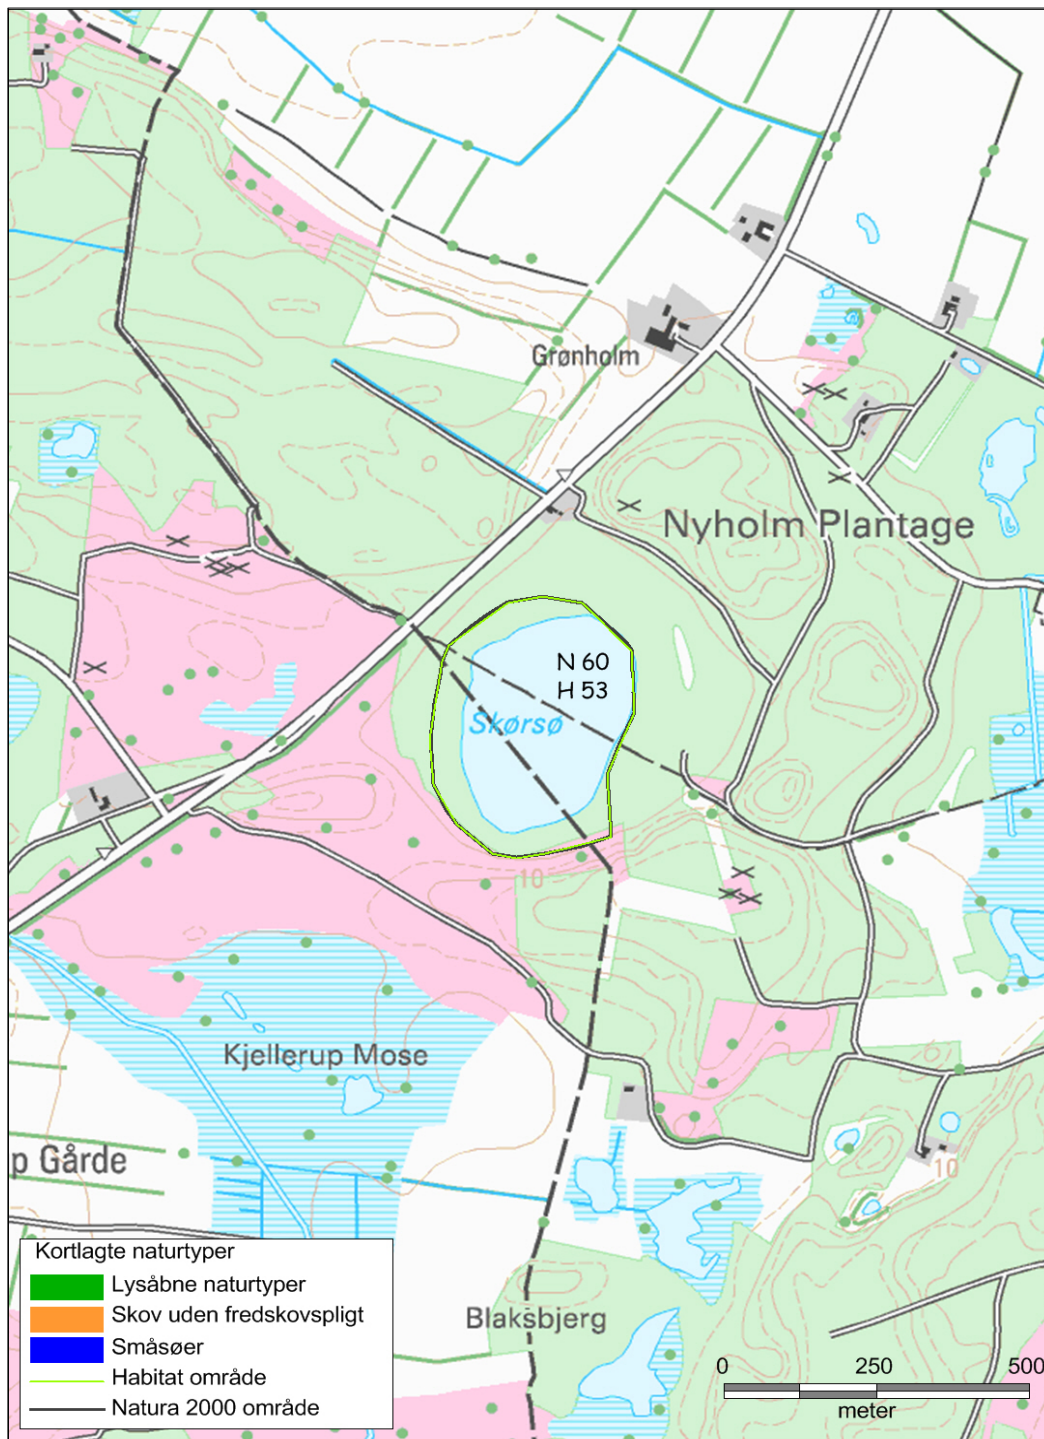 Grønholm
Nyholm Plantage
N 60
H 53
Skørsø
10
Kjellerup Mose
p Gårde
10
Blaksbjerg
Kortlagte naturtyper
Lysåbne naturtyper
Skov uden fredskovspligt
Småsøer
Habitat område
Natura 2000 område
0 250 500
meter